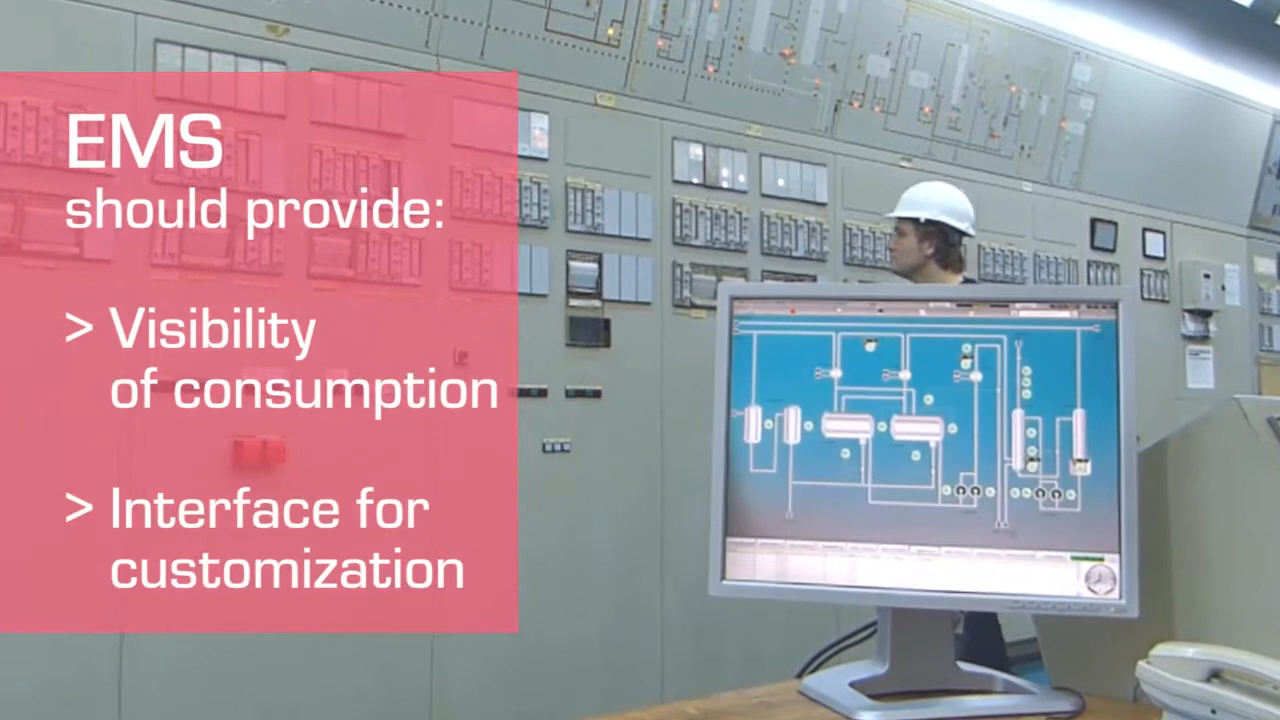 EMS
should provide:
> Visibility
of consumption
> Interface for
customization